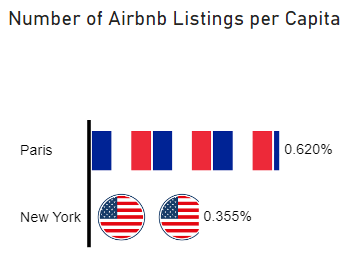 Number of Airbnb Listings per Capita
Paris 0.620%
New York 0.355%